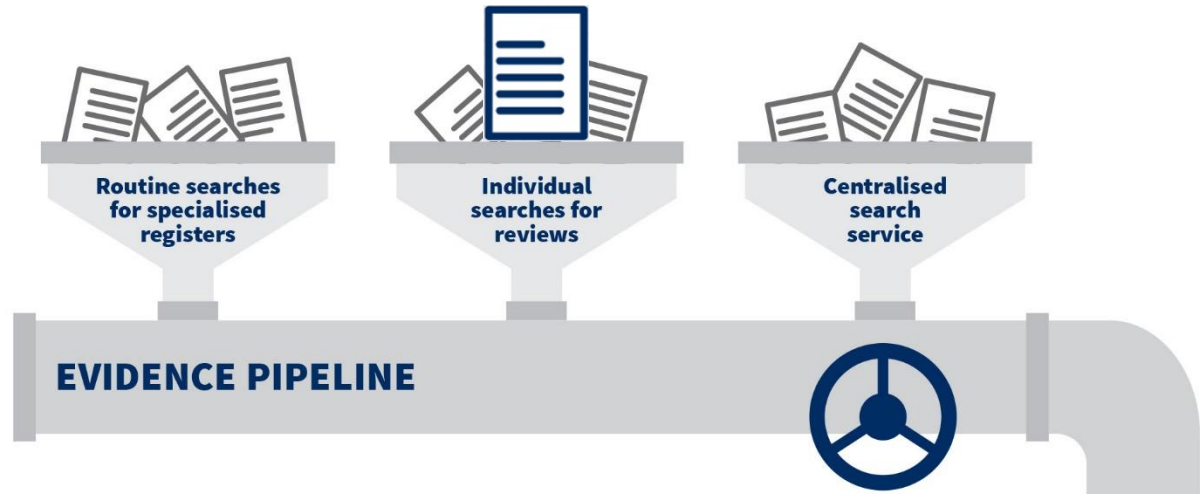 Routine searches
for specialised
registers
Individual
searches for
reviews
Centralised
search
service
EVIDENCE PIPELINE